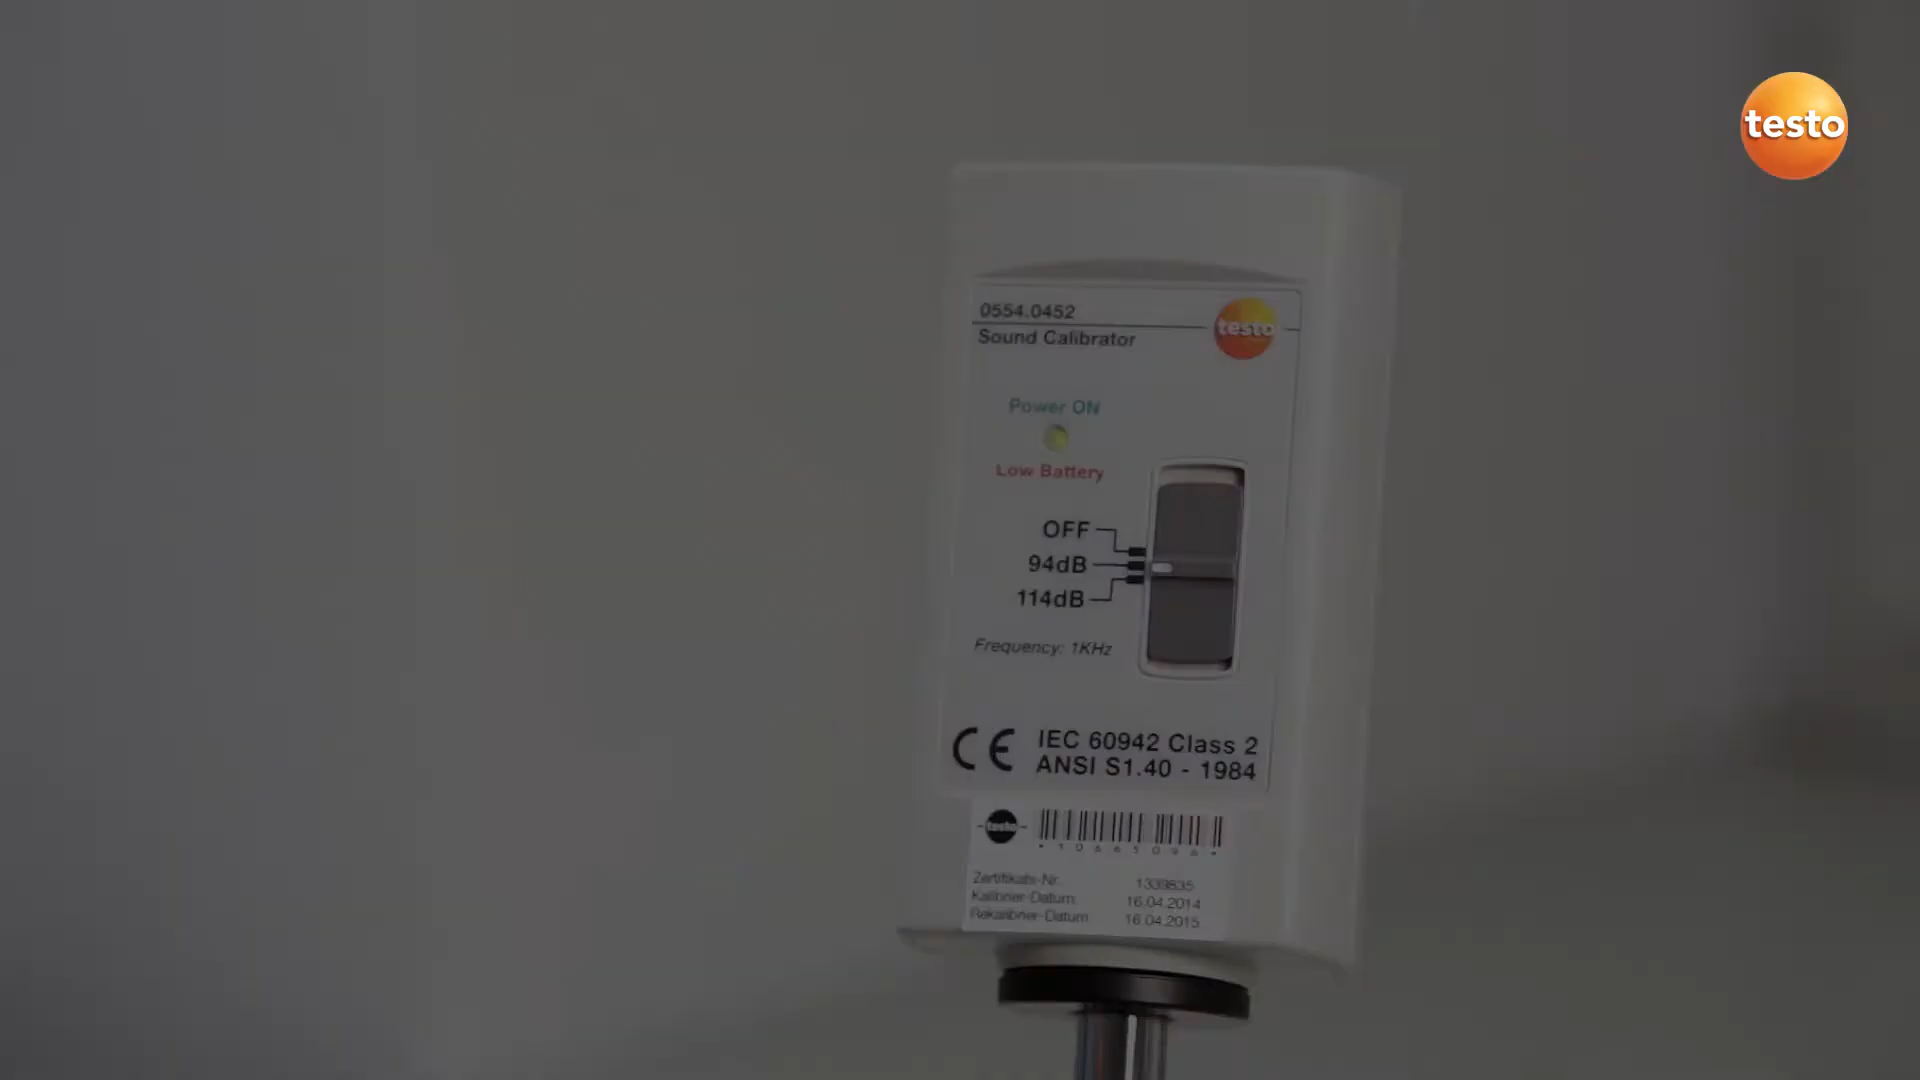 testo
0554.0452
testo
Sound Calibrator
Power ON
Low Battery
OFF
94dB
114dB
Frequency: 1KHz
CE IEC 60942 Class 2
ANSI S1.40 - 1984
testo
Zertifikats-Nr. 1339835
Kalibrier-Datum: 16.04.2014
Rekalibrier-Datum: 16.04.2015